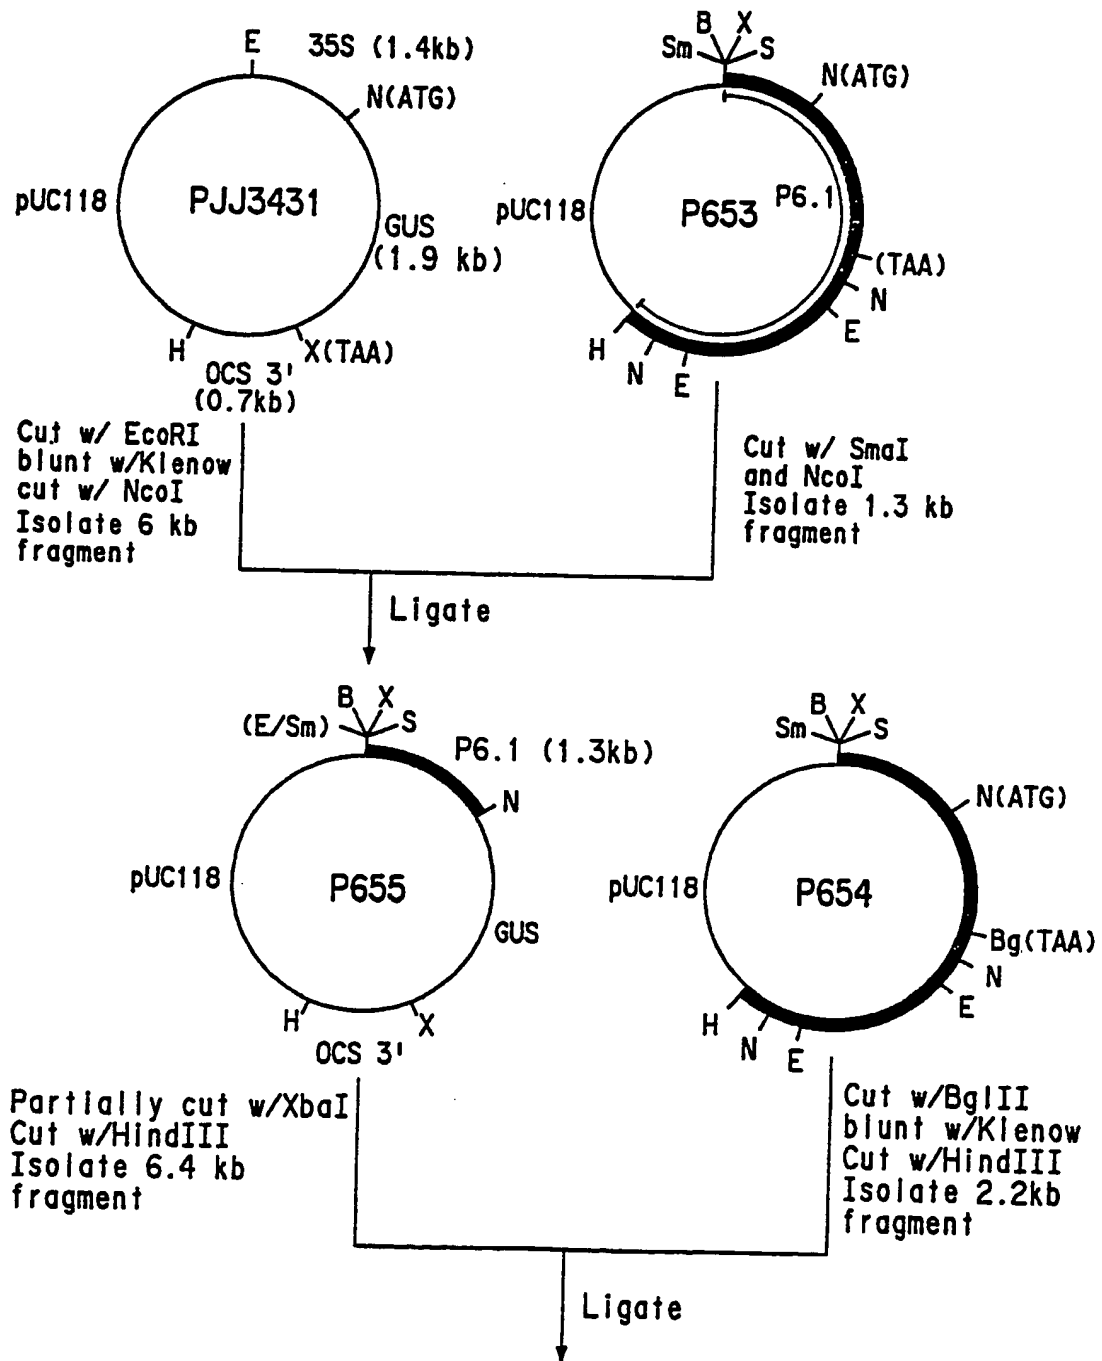 E
35S (1.4kb)
N(ATG)
pUC118
PJJ3431
GUS
(1.9 kb)
H
X(TAA)
OCS 3'
(0.7kb)
B
X
Sm
S
N(ATG)
pUC118
P653
P6.1
(TAA)
N
E
H
N
E
Cut w/ EcoRI
blunt w/Klenow
cut w/ NcoI
Isolate 6 kb
fragment
Cut w/ SmaI
and NcoI
Isolate 1.3 kb
fragment
Ligate
B
X
(E/Sm)
S
P6.1 (1.3kb)
N
pUC118
P655
GUS
H
X
OCS 3'
B
X
Sm
S
N(ATG)
pUC118
P654
Bg(TAA)
N
E
H
N
E
Partially cut w/XbaI
Cut w/HindIII
Isolate 6.4 kb
fragment
Cut w/BglII
blunt w/Klenow
Cut w/HindIII
Isolate 2.2kb
fragment
Ligate